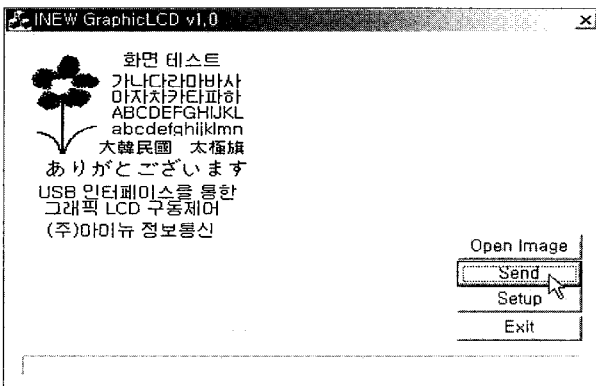 INEW GraphicLCD v1,0
화면 테스트
가나다라마바사
아자차카타파하
ABCDEFGHIJKL
abcdefghijklmn
大韓民國 太極旗
ありがとございます
USB 인터페이스를 통한
그래픽 LCD 구동제어
(주)아이뉴 정보통신
Open Image
Send
Setup
Exit